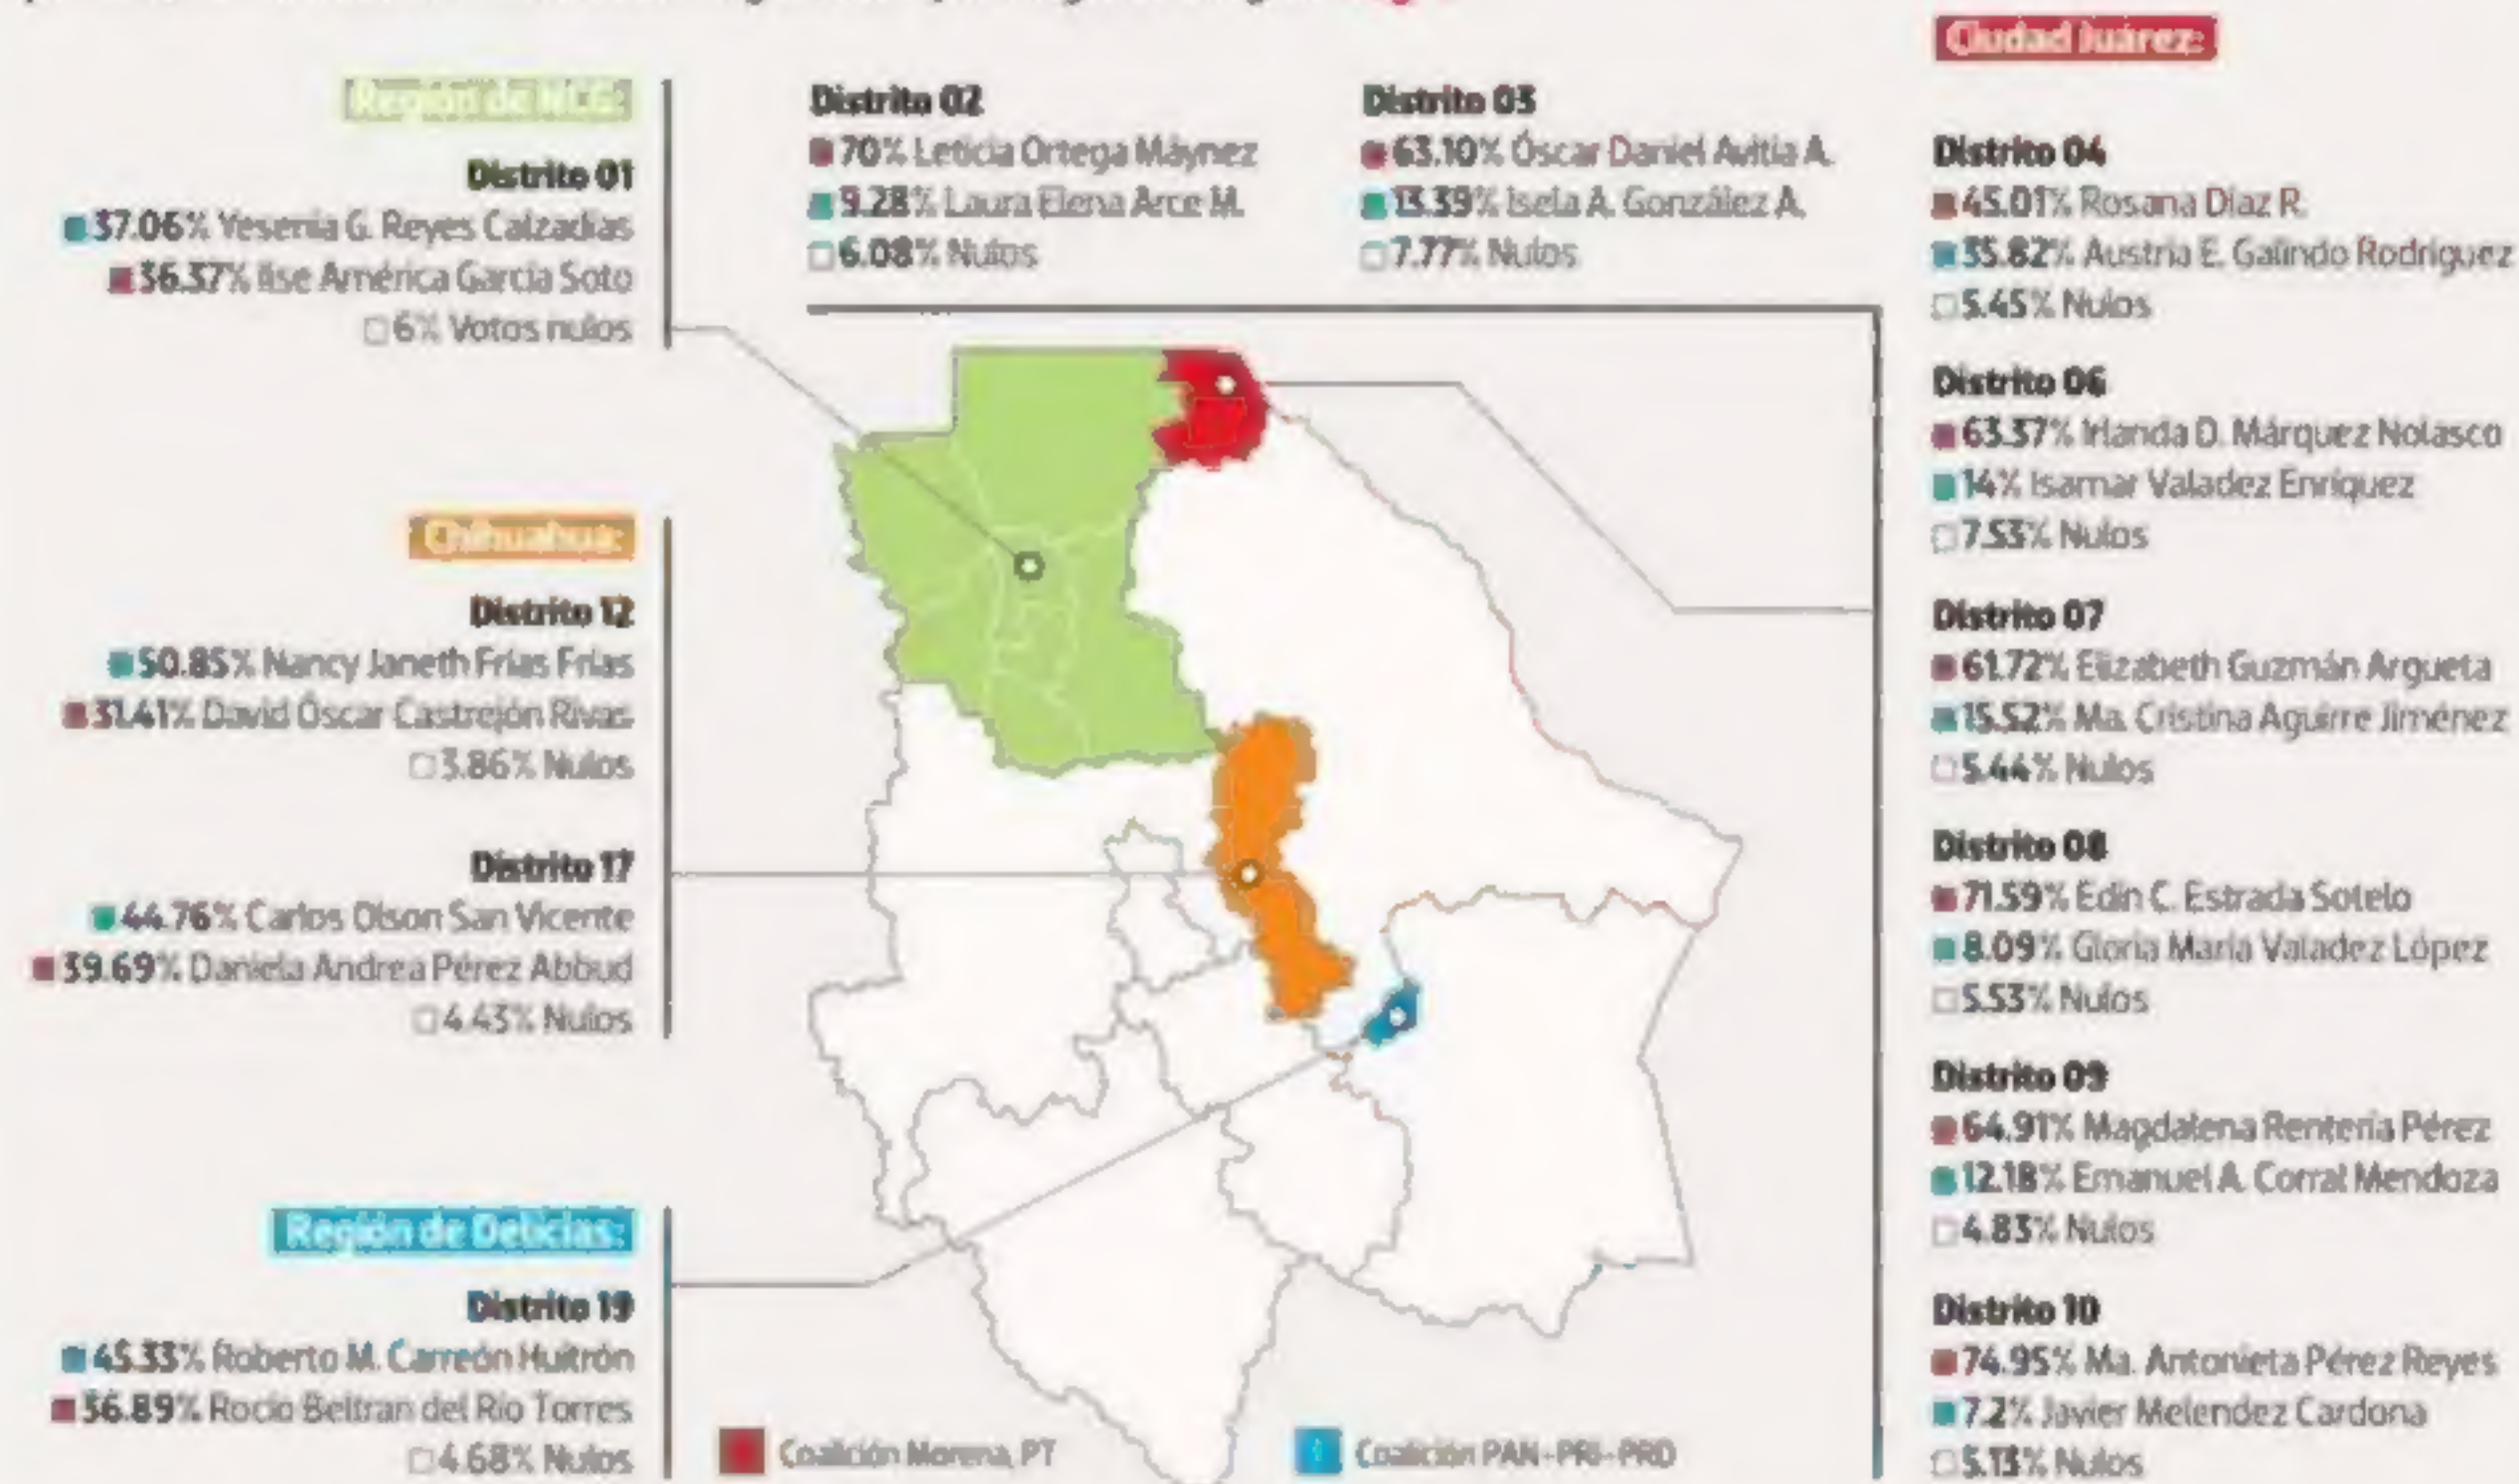 Región de NCG:
Distrito 01
37.06% Yesenia G. Reyes Calzadías
36.37% Ilse América García Soto
6% Votos nulos
Chihuahua:
Distrito 12
50.85% Nancy Janeth Frías Frías
31.41% David Óscar Castrejón Rivas
3.86% Nulos
Distrito 17
44.76% Carlos Olson San Vicente
39.69% Daniela Andrea Pérez Abbud
4.43% Nulos
Región de Delicias:
Distrito 19
45.33% Roberto M. Carreón Huitrón
36.89% Rocío Beltran del Río Torres
4.68% Nulos
Distrito 02
70% Leticia Ortega Máynez
9.28% Laura Elena Arce M.
6.08% Nulos
Distrito 03
63.10% Óscar Daniel Avitia A.
13.39% Isela A. González A.
7.77% Nulos
Ciudad Juárez:
Distrito 04
45.01% Rosana Díaz R.
35.82% Austria E. Galindo Rodríguez
5.45% Nulos
Distrito 06
63.37% Irlanda D. Márquez Nolasco
14% Isamar Valadez Enríquez
7.53% Nulos
Distrito 07
61.72% Elizabeth Guzmán Argueta
15.52% Ma. Cristina Aguirre Jiménez
5.44% Nulos
Distrito 08
71.59% Edin C. Estrada Sotelo
8.09% Gloria María Valadez López
5.53% Nulos
Distrito 09
64.91% Magdalena Rentería Pérez
12.18% Emanuel A. Corral Mendoza
4.83% Nulos
Distrito 10
74.95% Ma. Antonieta Pérez Reyes
7.2% Javier Melendez Cardona
5.13% Nulos
Coalición Morena, PT
Coalición PAN-PRI-PRD